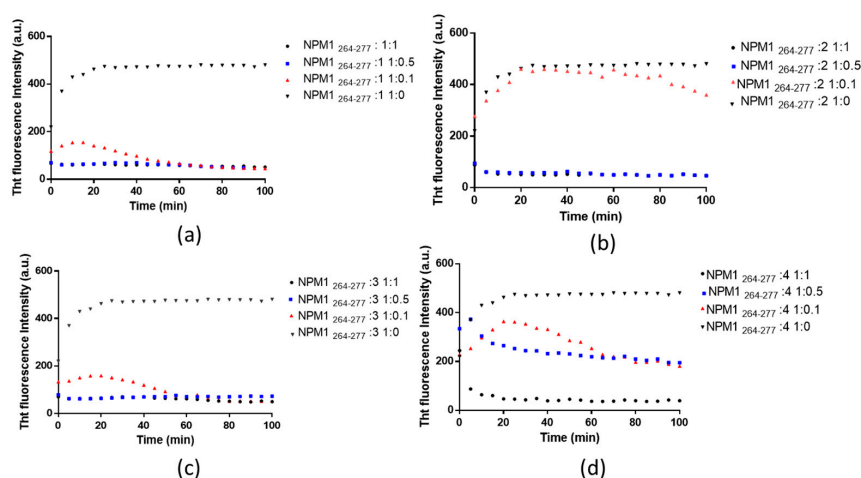 Tht fluorescence Intensity (a.u.)
600
400
200
0
0 20 40 60 80 100
Time (min)
NPM1 264-277 : 1:1
NPM1 264-277 :1 1:0.5
NPM1 264-277 :1 1:0.1
NPM1 264-277 :1 1:0
(a)
Tht fluorescence Intensity (a.u.)
600
400
200
0
0 20 40 60 80 100
Time (min)
NPM1 264-277 :2 1:1
NPM1 264-277 :2 1:0.5
NPM1 264-277 :2 1:0.1
NPM1 264-277 :2 1:0
(b)
Tht fluorescence Intensity (a.u.)
600
400
200
0
0 20 40 60 80 100
Time (min)
NPM1 264-277 :3 1:1
NPM1 264-277 :3 1:0.5
NPM1 264-277 :3 1:0.1
NPM1 264-277 :3 1:0
(c)
Tht fluorescence Intensity (a.u.)
600
400
200
0
0 20 40 60 80 100
Time (min)
NPM1 264-277 :4 1:1
NPM1 264-277 :4 1:0.5
NPM1 264-277 :4 1:0.1
NPM1 264-277 :4 1:0
(d)